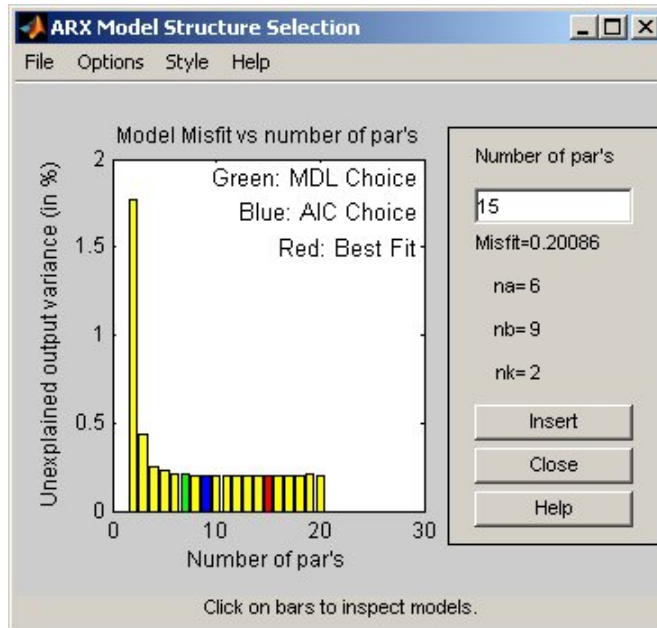 ARX Model Structure Selection
File Options Style Help
Model Misfit vs number of par's
Unexplained output variance (in %)
2
1.5
1
0.5
0
Green: MDL Choice
Blue: AIC Choice
Red: Best Fit
0 10 20 30
Number of par's
Number of par's
15
Misfit=0.20086
na= 6
nb= 9
nk= 2
Insert
Close
Help
Click on bars to inspect models.